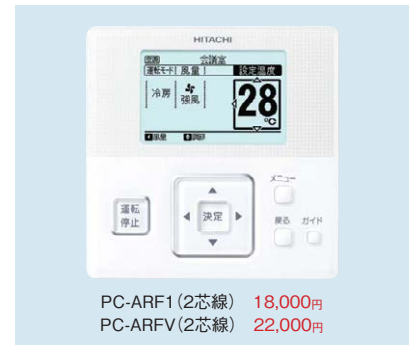 HITACHI
空調 会議室
運転モード 風量 設定温度
冷房 強風 28℃
風量
メニュー
運転
停止
決定
戻る ガイド
PC-ARF1（2芯線） 18,000円
PC-ARFV（2芯線） 22,000円